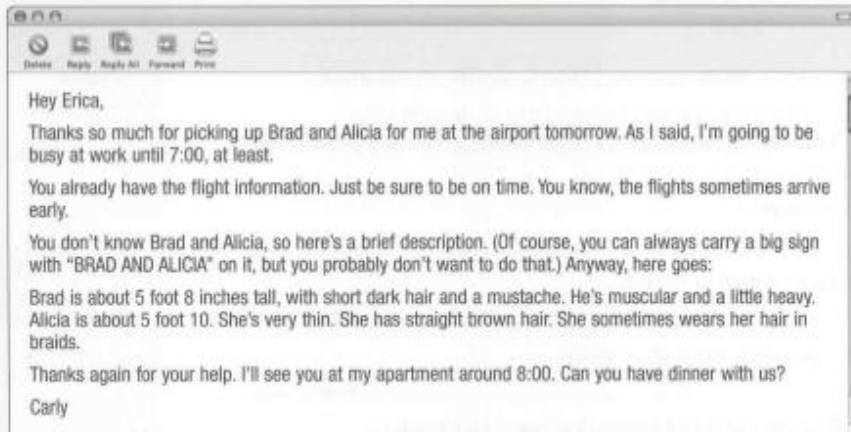 Delete Reply Reply All Forward Print
Hey Erica,
Thanks so much for picking up Brad and Alicia for me at the airport tomorrow. As I said, I'm going to be
busy at work until 7:00, at least.
You already have the flight information. Just be sure to be on time. You know, the flights sometimes arrive
early.
You don't know Brad and Alicia, so here's a brief description. (Of course, you can always carry a big sign
with "BRAD AND ALICIA" on it, but you probably don't want to do that.) Anyway, here goes:
Brad is about 5 foot 8 inches tall, with short dark hair and a mustache. He's muscular and a little heavy.
Alicia is about 5 foot 10. She's very thin. She has straight brown hair. She sometimes wears her hair in
braids.
Thanks again for your help. I'll see you at my apartment around 8:00. Can you have dinner with us?
Carly